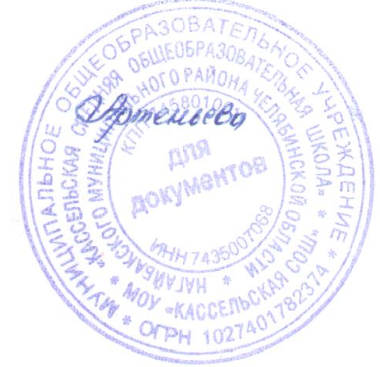 МУНИЦИПАЛЬНОЕ ОБЩЕОБРАЗОВАТЕЛЬНОЕ УЧРЕЖДЕНИЕ *
«КАССЕЛЬСКАЯ СРЕДНЯЯ ОБЩЕОБРАЗОВАТЕЛЬНАЯ ШКОЛА» *
НАГАЙБАКСКОГО МУНИЦИПАЛЬНОГО РАЙОНА ЧЕЛЯБИНСКОЙ ОБЛАСТИ *
* МОУ «КАССЕЛЬСКАЯ СОШ» *
* ОГРН 1027401782374 *
КПП
Артемьева
ДЛЯ
ДОКУМЕНТОВ
ИНН 7435007068